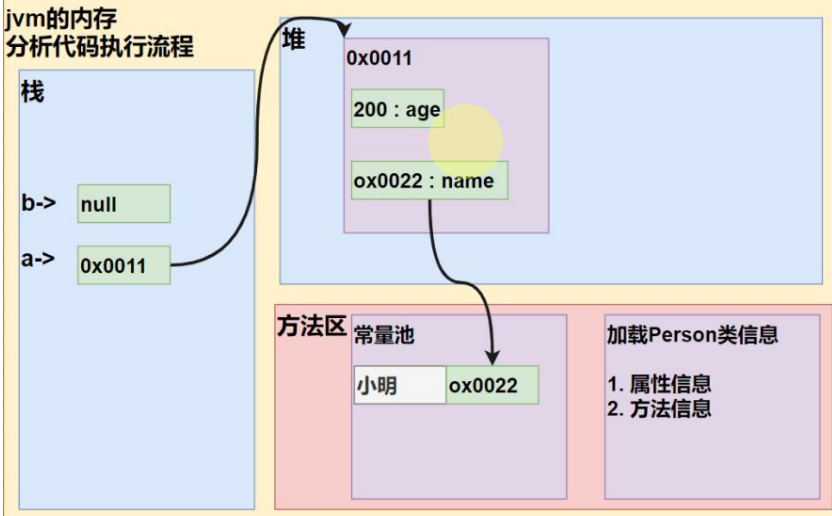 jvm的内存
分析代码执行流程
栈
b-> null
a-> 0x0011
堆
0x0011
200 : age
ox0022 : name
方法区
常量池
小明 ox0022
加载Person类信息
1. 属性信息
2. 方法信息